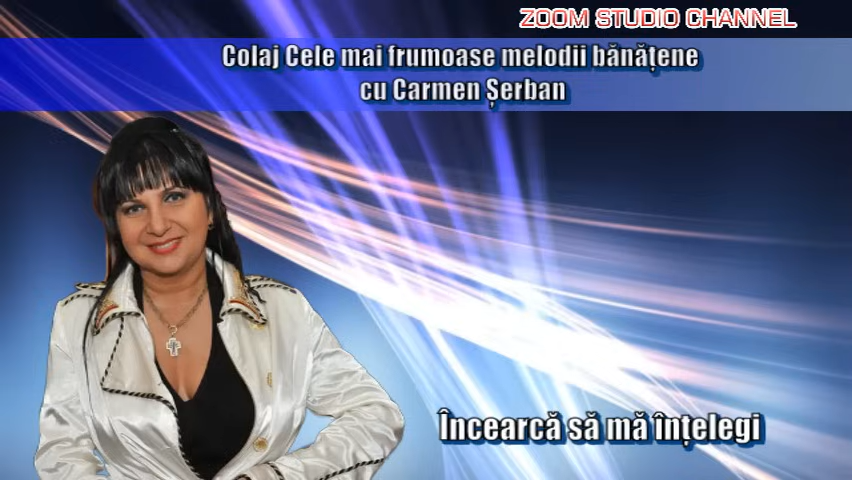 ZOOM STUDIO CHANNEL
Colaj Cele mai frumoase melodii bănățene
cu Carmen Șerban
Încearcă să mă înțelegi